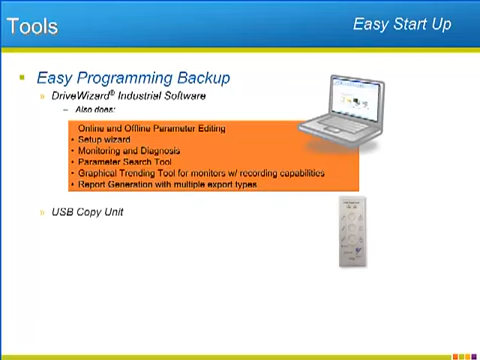 Tools
Easy Start Up
Easy Programming Backup
» DriveWizard® Industrial Software
– Also does:
Online and Offline Parameter Editing
• Setup wizard
• Monitoring and Diagnosis
• Parameter Search Tool
• Graphical Trending Tool for monitors w/ recording capabilities
• Report Generation with multiple export types
» USB Copy Unit